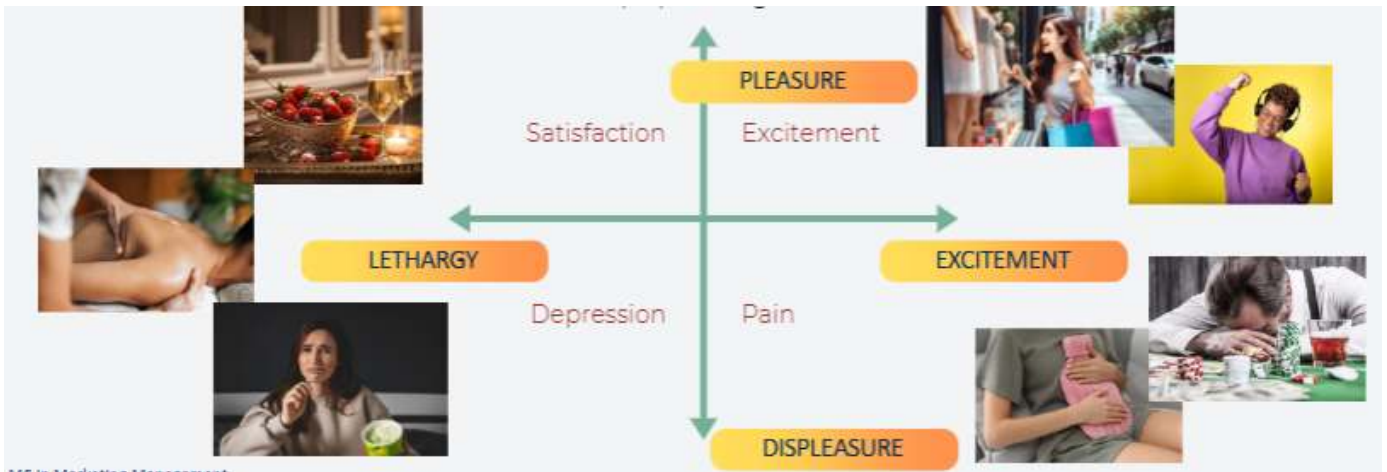 PLEASURE
Satisfaction
Excitement
LETHARGY
EXCITEMENT
Depression
Pain
DISPLEASURE